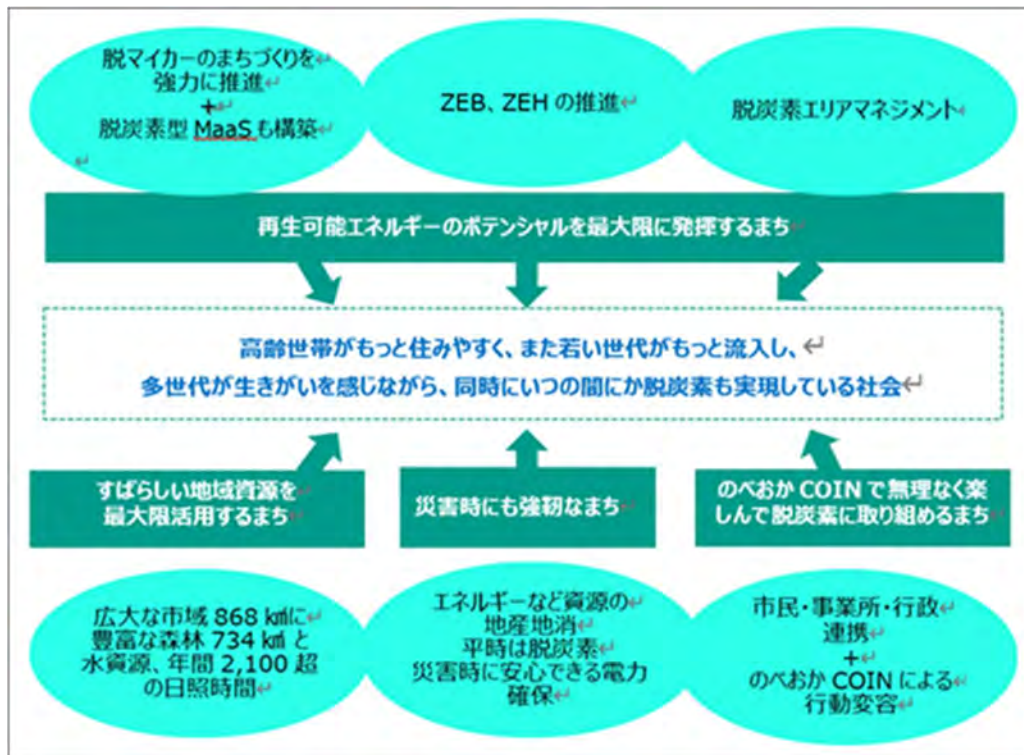 脱マイカーのまちづくりを
強力に推進
+
脱炭素型 MaaS も構築
ZEB、ZEH の推進
脱炭素エリアマネジメント
再生可能エネルギーのポテンシャルを最大限に発揮するまち
高齢世帯がもっと住みやすく、また若い世代がもっと流入し、
多世代が生きがいを感じながら、同時にいつの間にか脱炭素も実現している社会
すばらしい地域資源を
最大限活用するまち
災害時にも強靭なまち
のべおか COIN で無理なく楽
しんで脱炭素に取り組めるまち
広大な市域 868 ㎢に
豊富な森林 734 ㎢と
水資源、年間 2,100 超
の日照時間
エネルギーなど資源の
地産地消
平時は脱炭素
災害時に安心できる電力
確保
市民・事業所・行政
連携
+
のべおか COIN による
行動変容